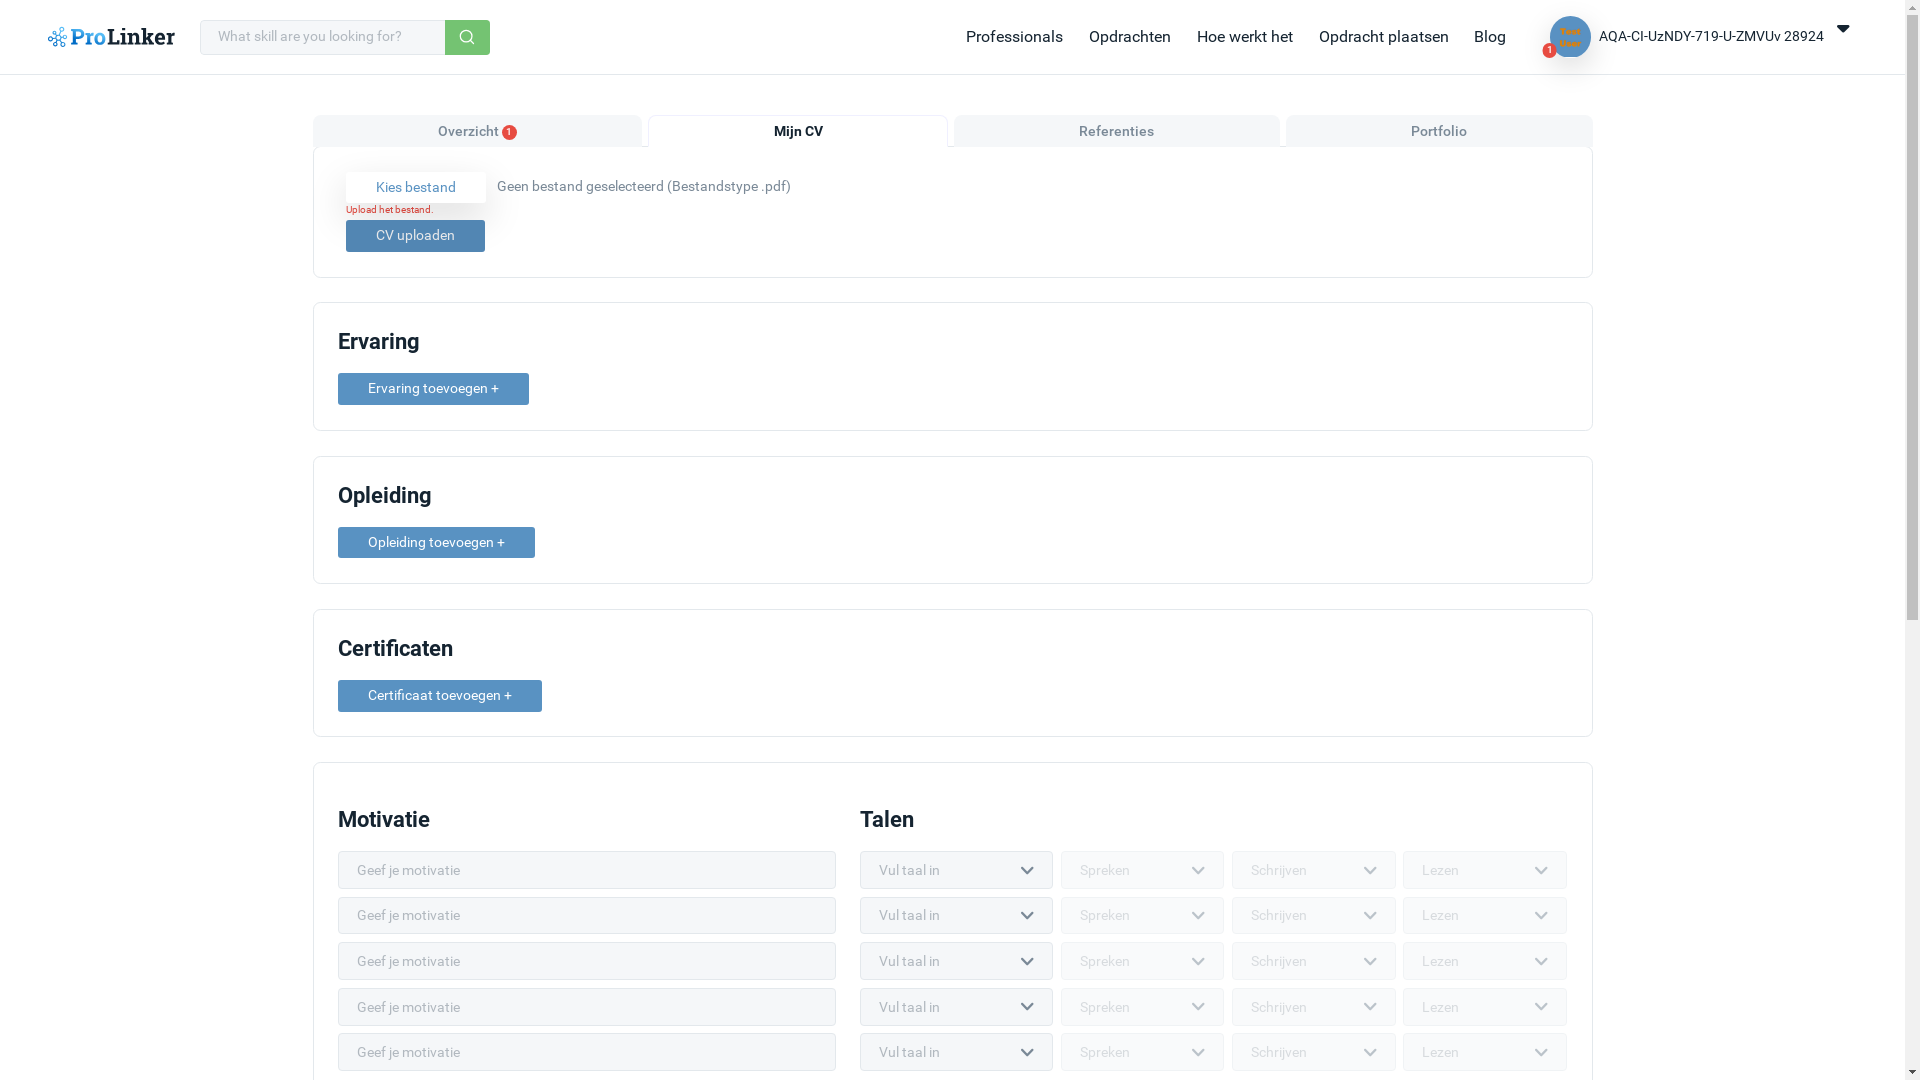 ProLinker
What skill are you looking for?
Professionals
Opdrachten
Hoe werkt het
Opdracht plaatsen
Blog
Test User
1
AQA-CI-UzNDY-719-U-ZMVUv 28924
Overzicht 1
Mijn CV
Referenties
Portfolio
Kies bestand
Geen bestand geselecteerd (Bestandstype .pdf)
Upload het bestand.
CV uploaden
Ervaring
Ervaring toevoegen +
Opleiding
Opleiding toevoegen +
Certificaten
Certificaat toevoegen +
Motivatie
Talen
Geef je motivatie
Vul taal in
Spreken
Schrijven
Lezen
Geef je motivatie
Vul taal in
Spreken
Schrijven
Lezen
Geef je motivatie
Vul taal in
Spreken
Schrijven
Lezen
Geef je motivatie
Vul taal in
Spreken
Schrijven
Lezen
Geef je motivatie
Vul taal in
Spreken
Schrijven
Lezen